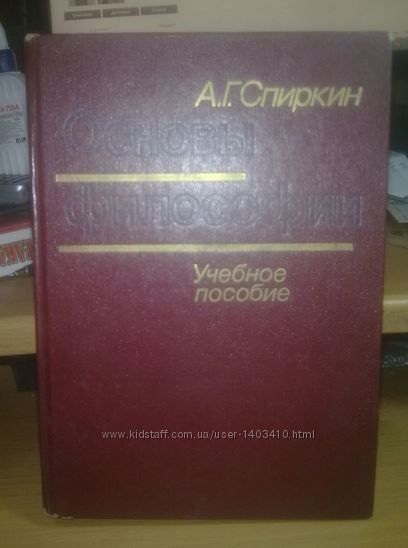 А.Г. Спиркин
Основы
философии
Учебное
пособие
www.kidstaff.com.ua/user-1403410.html